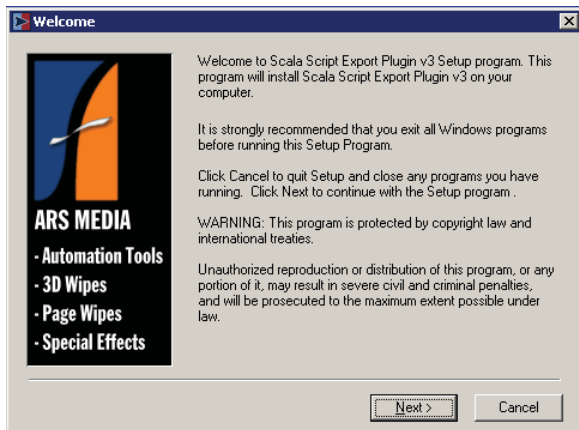 Welcome
Welcome to Scala Script Export Plugin v3 Setup program. This
program will install Scala Script Export Plugin v3 on your
computer.
It is strongly recommended that you exit all Windows programs
before running this Setup Program.
Click Cancel to quit Setup and close any programs you have
running. Click Next to continue with the Setup program .
WARNING: This program is protected by copyright law and
international treaties.
Unauthorized reproduction or distribution of this program, or any
portion of it, may result in severe civil and criminal penalties,
and will be prosecuted to the maximum extent possible under
law.
ARS MEDIA
- Automation Tools
- 3D Wipes
- Page Wipes
- Special Effects
Next >
Cancel